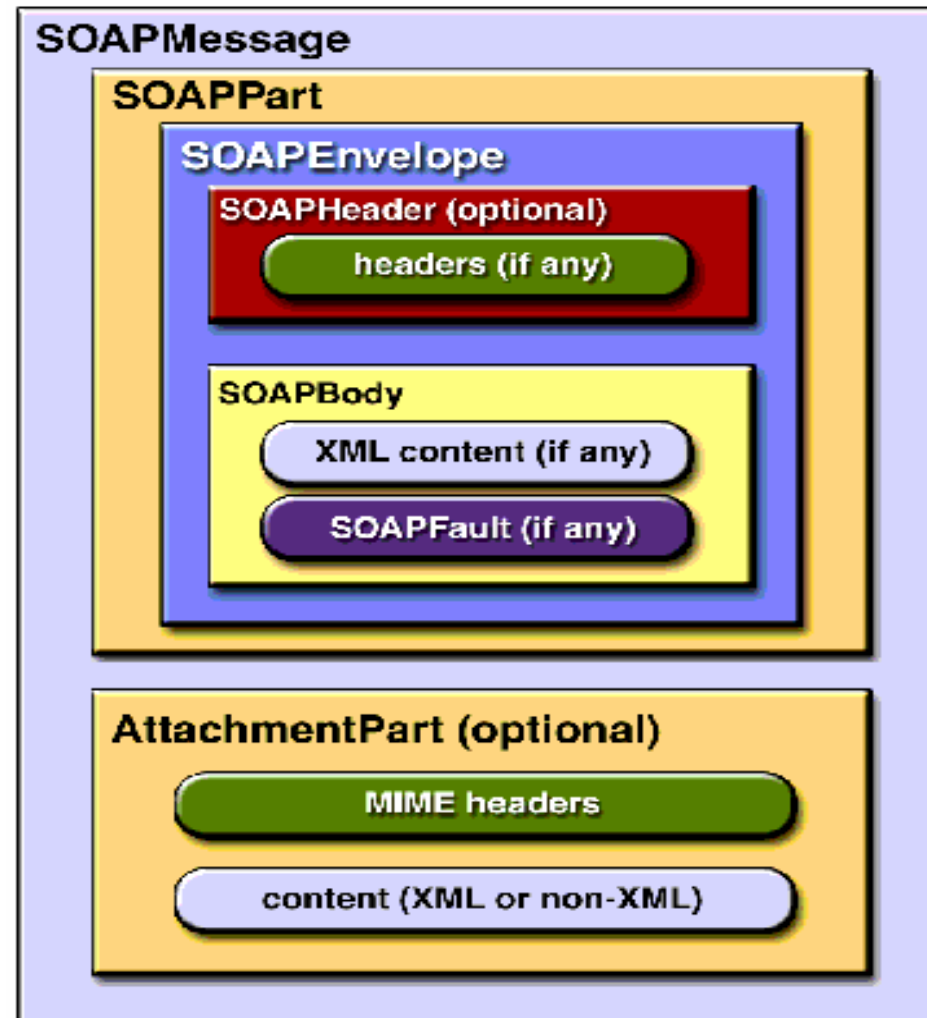 SOAPMessage
SOAPPart
SOAPEnvelope
SOAPHeader (optional)
headers (if any)
SOAPBody
XML content (if any)
SOAPFault (if any)
AttachmentPart (optional)
MIME headers
content (XML or non-XML)